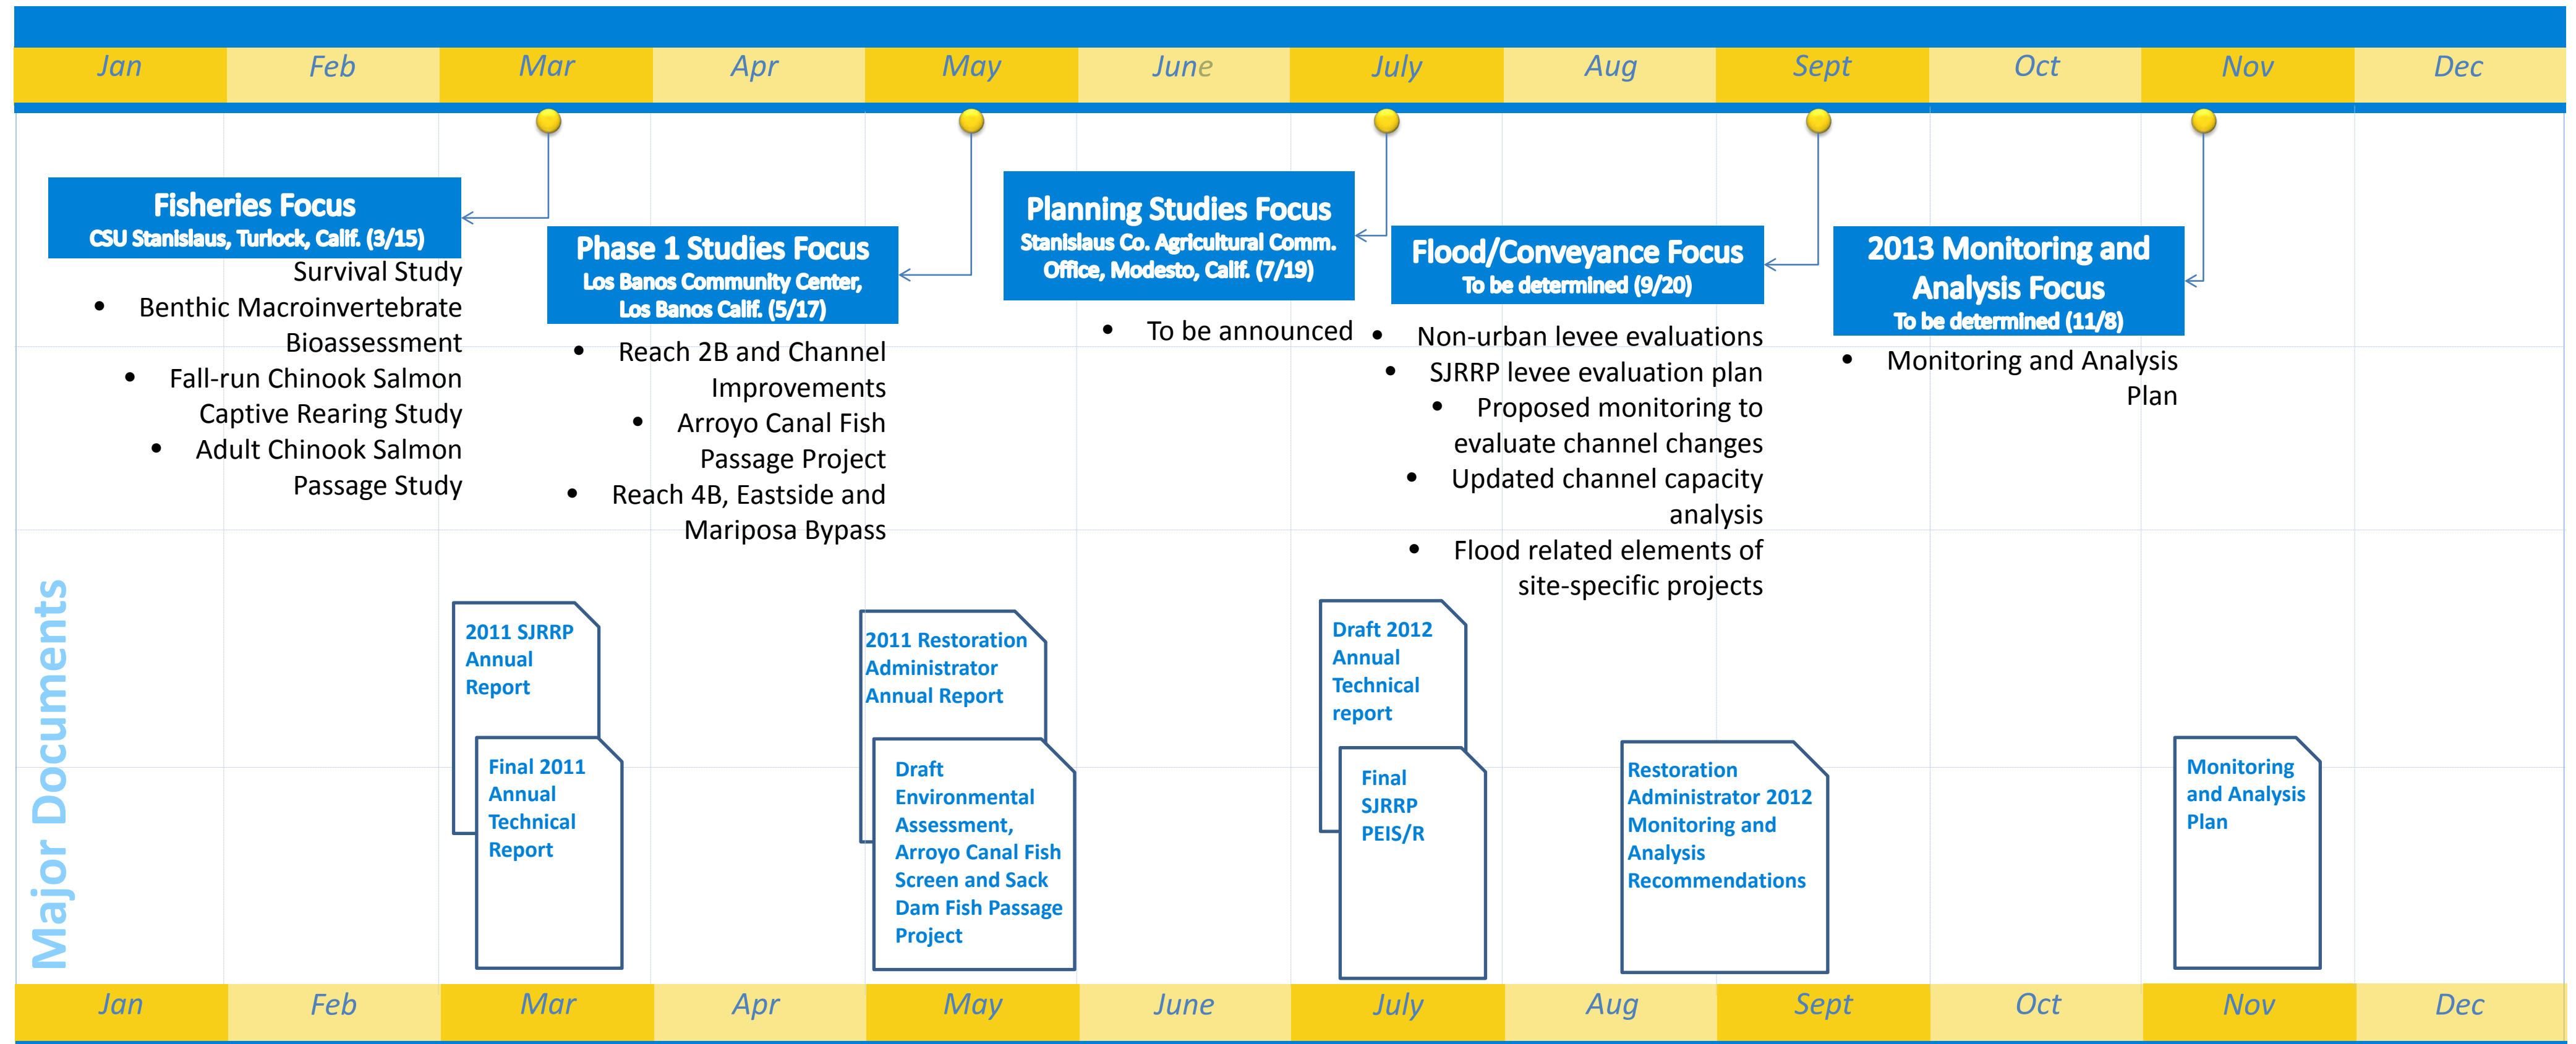 Jan Feb Mar Apr May June July Aug Sept Oct Nov Dec
Fisheries Focus
CSU Stanislaus, Turlock, Calif. (3/15)
Survival Study
• Benthic Macroinvertebrate
Bioassessment
• Fall-run Chinook Salmon
Captive Rearing Study
• Adult Chinook Salmon
Passage Study
Phase 1 Studies Focus
Los Banos Community Center,
Los Banos Calif. (5/17)
• Reach 2B and Channel
Improvements
• Arroyo Canal Fish
Passage Project
• Reach 4B, Eastside and
Mariposa Bypass
Planning Studies Focus
Stanislaus Co. Agricultural Comm.
Office, Modesto, Calif. (7/19)
• To be announced
Flood/Conveyance Focus
To be determined (9/20)
• Non-urban levee evaluations
• SJRRP levee evaluation plan
• Proposed monitoring to
evaluate channel changes
• Updated channel capacity
analysis
• Flood related elements of
site-specific projects
2013 Monitoring and
Analysis Focus
To be determined (11/8)
• Monitoring and Analysis
Plan
Major Documents
2011 SJRRP
Annual
Report
Final 2011
Annual
Technical
Report
2011 Restoration
Administrator
Annual Report
Draft
Environmental
Assessment,
Arroyo Canal Fish
Screen and Sack
Dam Fish Passage
Project
Draft 2012
Annual
Technical
report
Final
SJRRP
PEIS/R
Restoration
Administrator 2012
Monitoring and
Analysis
Recommendations
Monitoring
and Analysis
Plan
Jan Feb Mar Apr May June July Aug Sept Oct Nov Dec